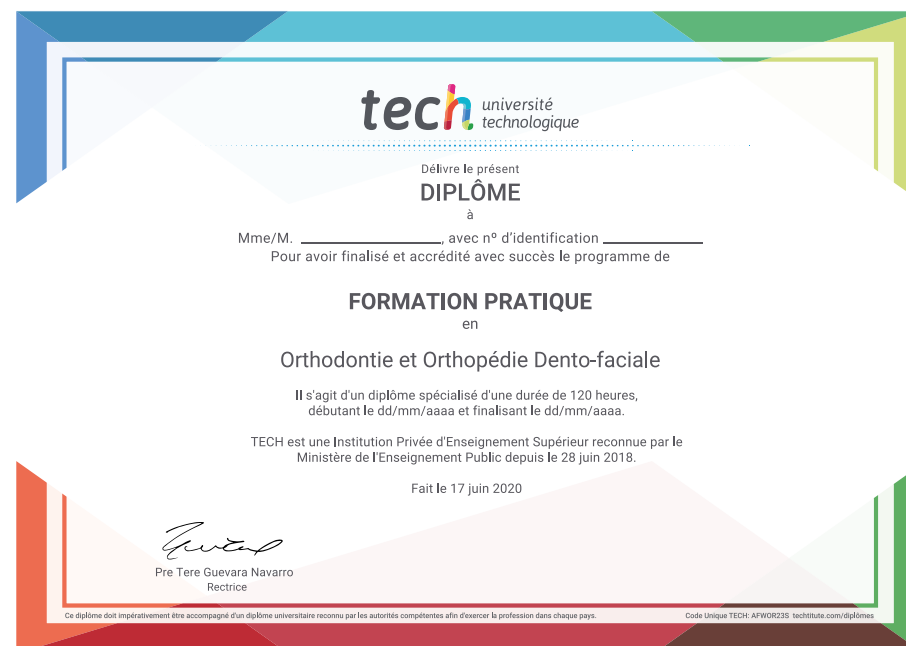 tech université
technologique
Délivre le présent
DIPLÔME
à
Mme/M. ____________________, avec nº d'identification ______________
Pour avoir finalisé et accrédité avec succès le programme de
FORMATION PRATIQUE
en
Orthodontie et Orthopédie Dento-faciale
Il s'agit d'un diplôme spécialisé d'une durée de 120 heures,
débutant le dd/mm/aaaa et finalisant le dd/mm/aaaa.
TECH est une Institution Privée d'Enseignement Supérieur reconnue par le
Ministère de l'Enseignement Public depuis le 28 juin 2018.
Fait le 17 juin 2020
Pre Tere Guevara Navarro
Rectrice
Ce diplôme doit impérativement être accompagné d'un diplôme universitaire reconnu par les autorités compétentes afin d'exercer la profession dans chaque pays.
Code Unique TECH: AFWOR23S techtitute.com/diplômes